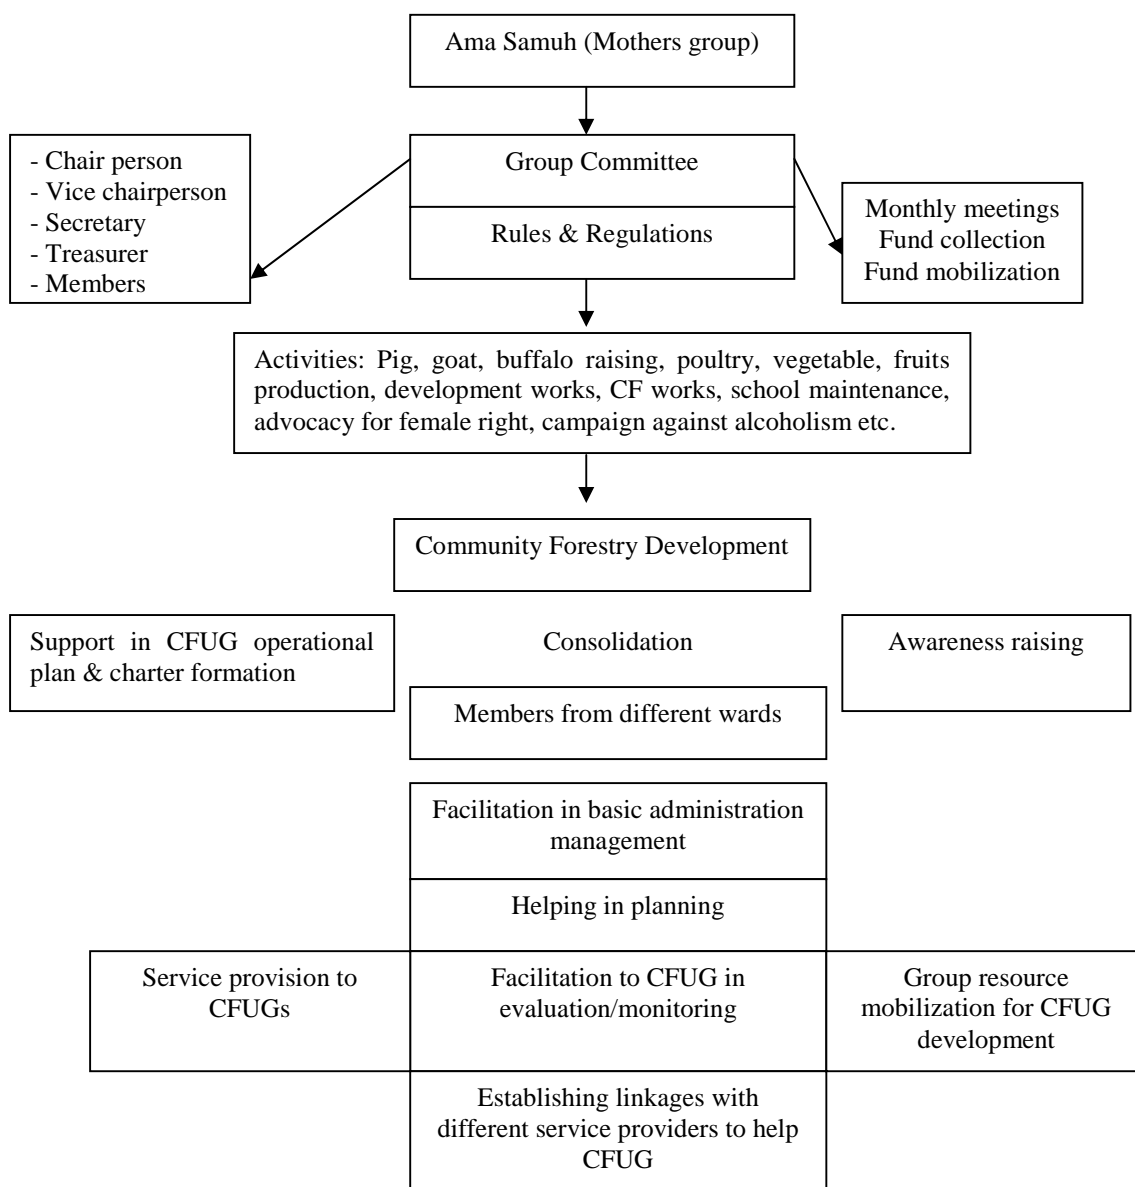 Ama Samuh (Mothers group)
- Chair person
- Vice chairperson
- Secretary
- Treasurer
- Members
Group Committee
Rules & Regulations
Monthly meetings
Fund collection
Fund mobilization
Activities: Pig, goat, buffalo raising, poultry, vegetable, fruits
production, development works, CF works, school maintenance,
advocacy for female right, campaign against alcoholism etc.
Community Forestry Development
Support in CFUG operational
plan & charter formation
Consolidation
Awareness raising
Members from different wards
Facilitation in basic administration
management
Helping in planning
Service provision to
CFUGs
Facilitation to CFUG in
evaluation/monitoring
Group resource
mobilization for CFUG
development
Establishing linkages with
different service providers to help
CFUG